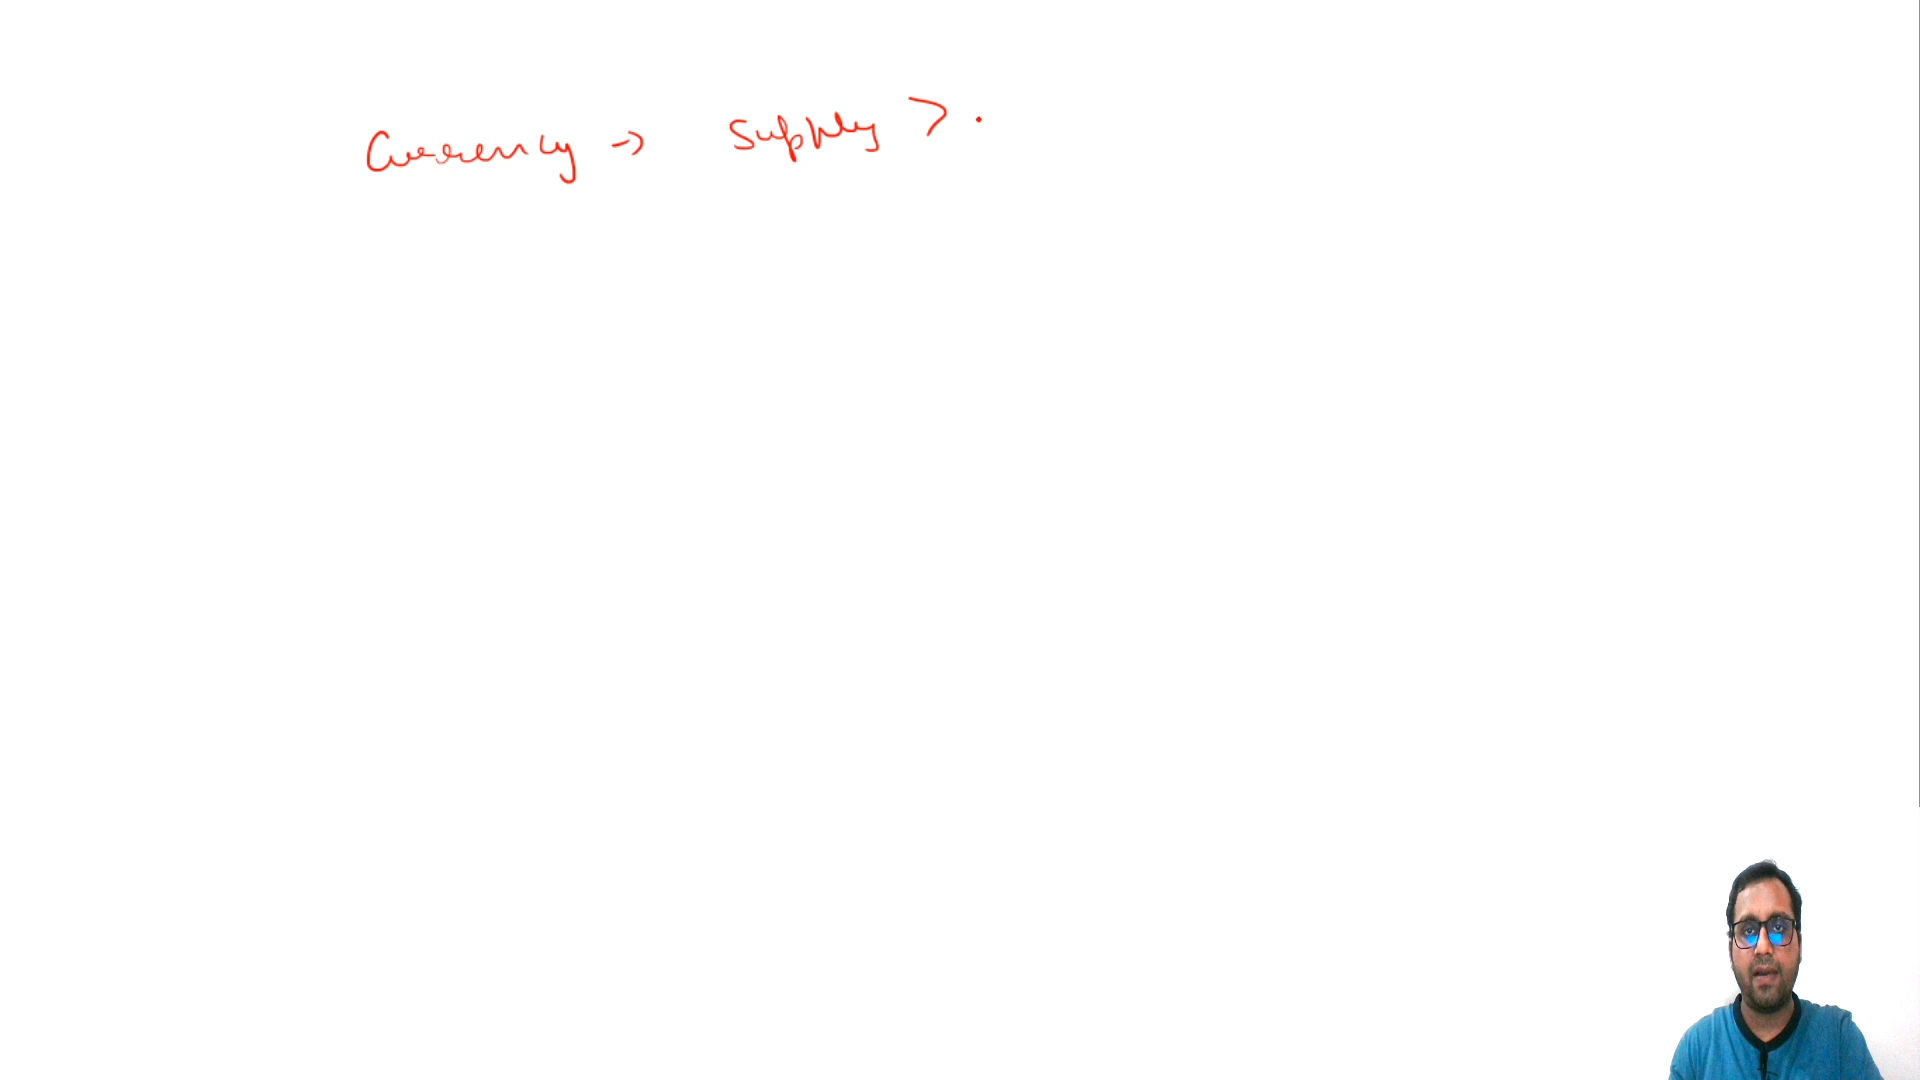 Currency → Supply > .